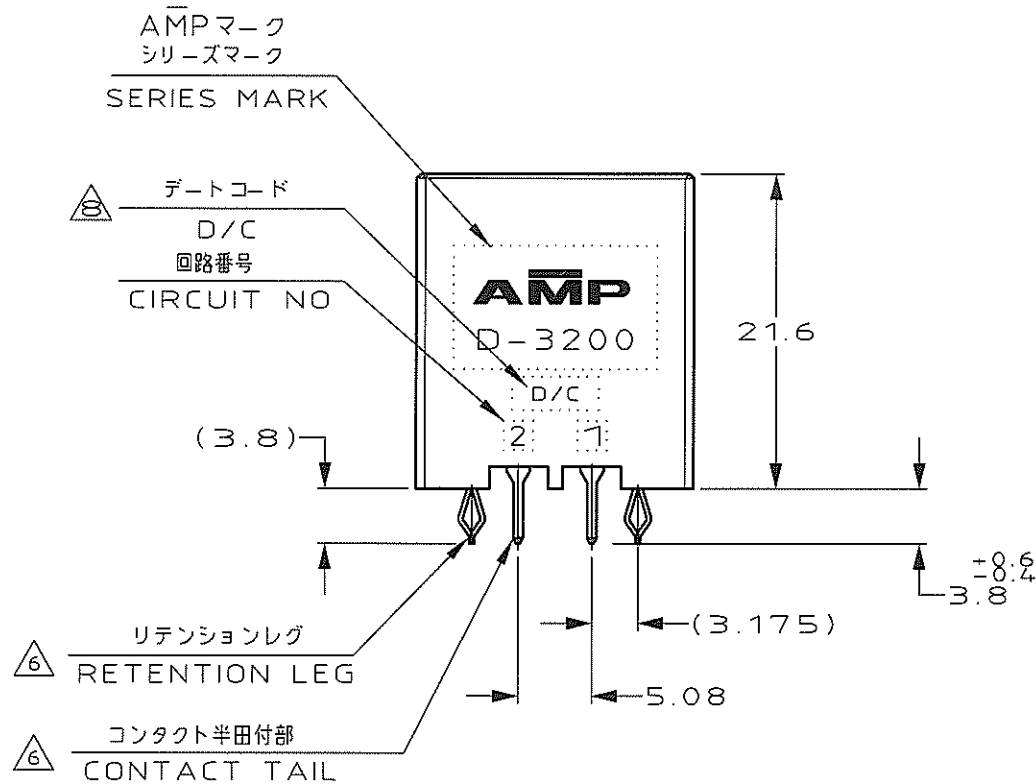 AMPマーク
シリーズマーク
SERIES MARK
8
デートコード
D/C
回路番号
CIRCUIT NO
AMP
D-3200
D/C
2 1
21.6
(3.8)
+0.6
-0.4
3.8
(3.175)
5.08
6
リテンションレグ
RETENTION LEG
6
コンタクト半田付部
CONTACT TAIL